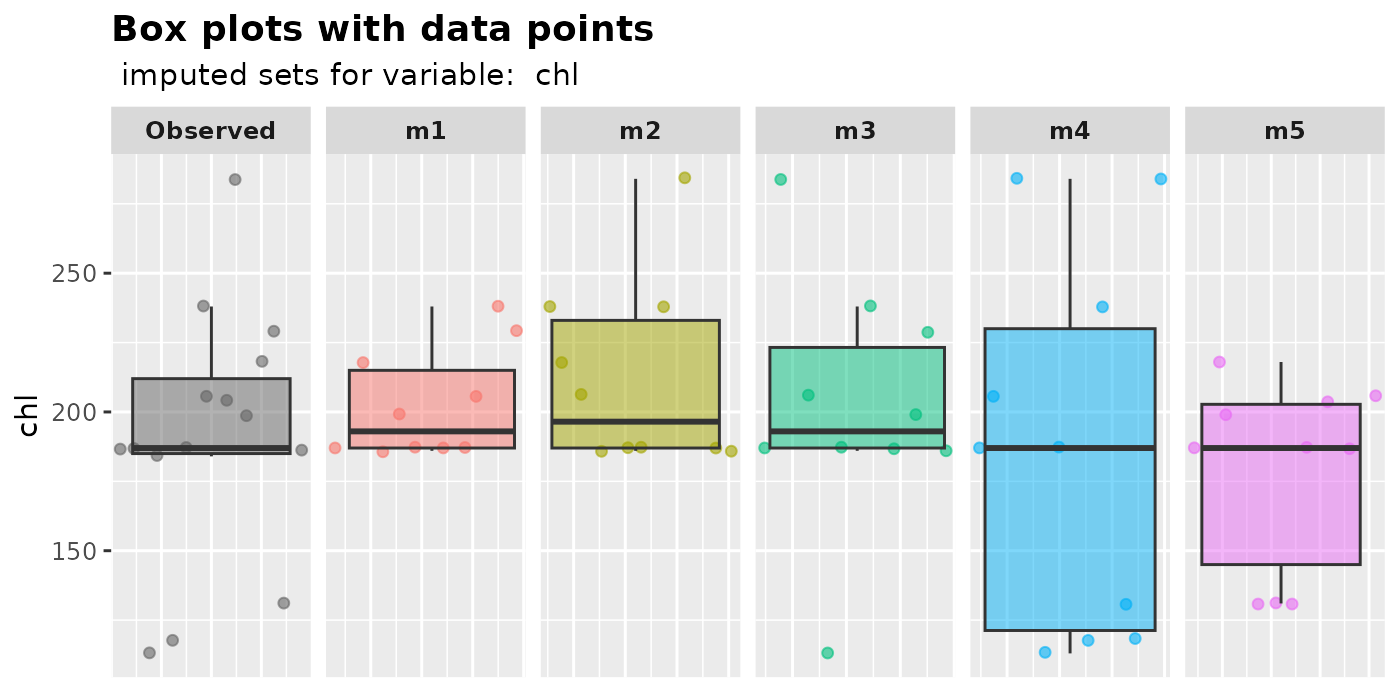 Box plots with data points
imputed sets for variable:  chl
Observed m1 m2 m3 m4 m5
250
200
150
chl